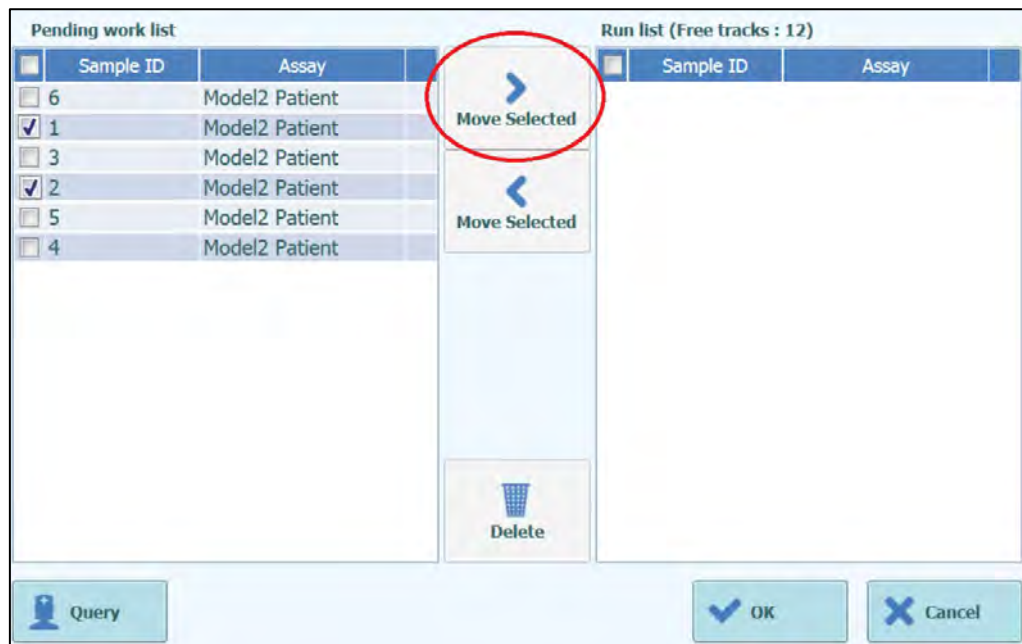 Pending work list
Run list (Free tracks : 12)
Sample ID Assay
Sample ID Assay
6 Model2 Patient
1 Model2 Patient
3 Model2 Patient
2 Model2 Patient
5 Model2 Patient
4 Model2 Patient
Move Selected
Move Selected
Delete
Query
OK
Cancel